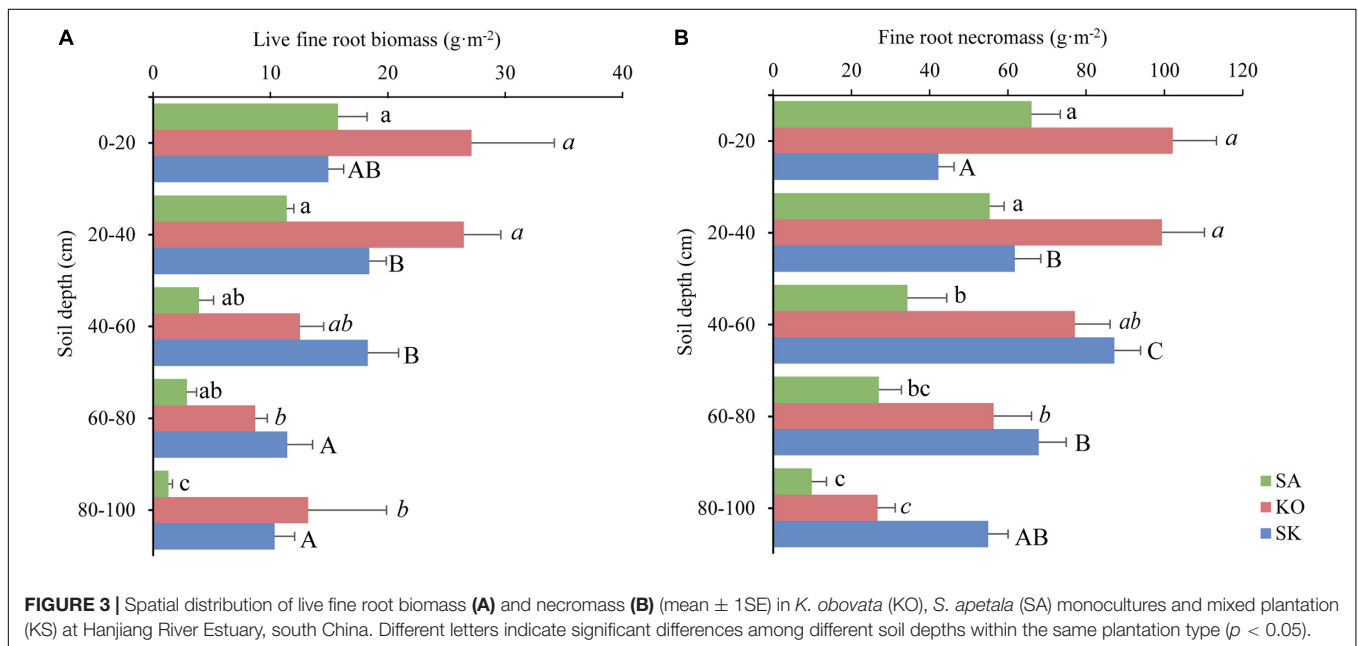 A
Live fine root biomass (g·m-2)
0 10 20 30 40
Soil depth (cm)
0-20
a
a
AB
20-40
a
a
B
40-60
ab
ab
B
60-80
ab
b
A
80-100
c
b
A
B
Fine root necromass (g·m-2)
0 20 40 60 80 100 120
Soil depth (cm)
0-20
a
a
A
20-40
a
a
B
40-60
b
ab
C
60-80
bc
b
B
80-100
c
c
AB
SA
KO
SK
FIGURE 3 | Spatial distribution of live fine root biomass (A) and necromass (B) (mean ± 1SE) in K. obovata (KO), S. apetala (SA) monocultures and mixed plantation
(KS) at Hanjiang River Estuary, south China. Different letters indicate significant differences among different soil depths within the same plantation type (p < 0.05).